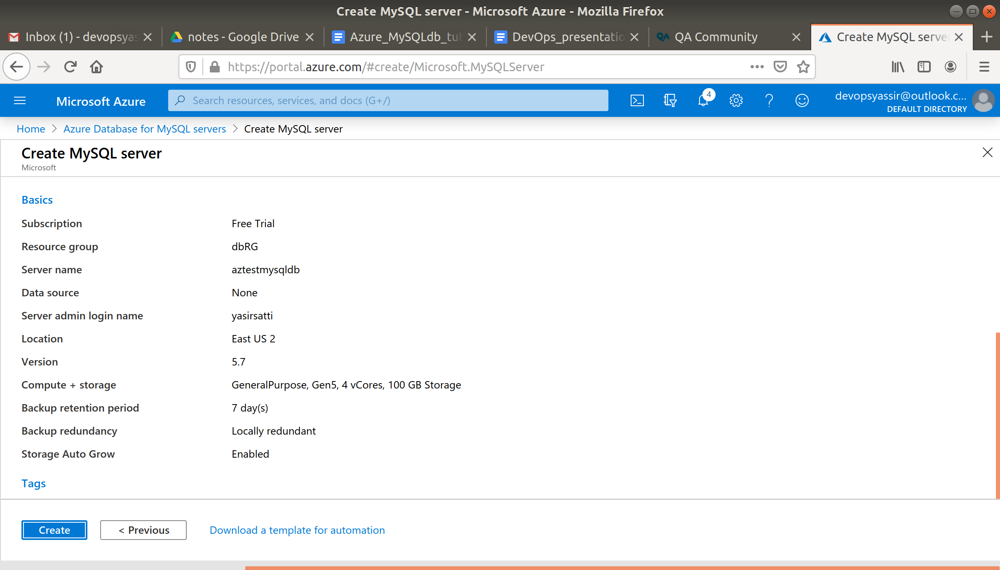 Create MySQL server - Microsoft Azure - Mozilla Firefox
Inbox (1) - devopsyas
notes - Google Drive
Azure_MySQLdb_tut
DevOps_presentatio
QA Community
Create MySQL serve
https://portal.azure.com/#create/Microsoft.MySQLServer
Microsoft Azure
Search resources, services, and docs (G+/)
4
devopsyassir@outlook.c...
DEFAULT DIRECTORY
Home > Azure Database for MySQL servers > Create MySQL server
Create MySQL server
Microsoft
Basics
Subscription Free Trial
Resource group dbRG
Server name aztestmysqldb
Data source None
Server admin login name yasirsatti
Location East US 2
Version 5.7
Compute + storage GeneralPurpose, Gen5, 4 vCores, 100 GB Storage
Backup retention period 7 day(s)
Backup redundancy Locally redundant
Storage Auto Grow Enabled
Tags
Create
< Previous
Download a template for automation